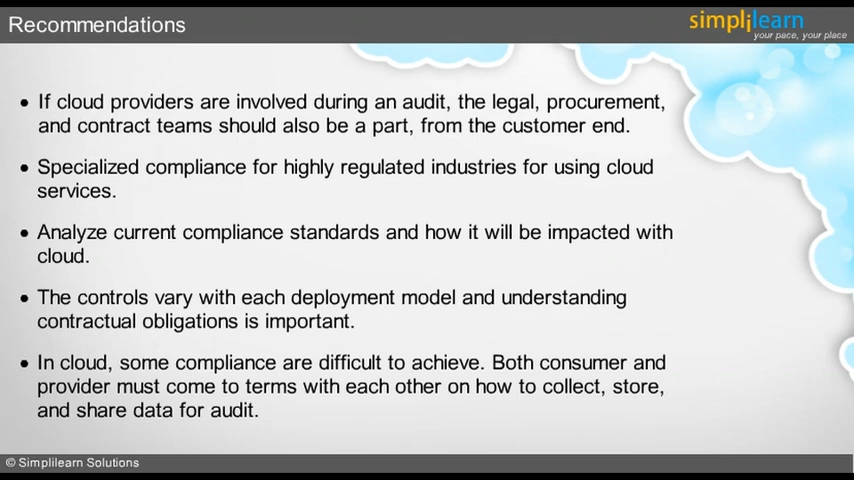 Recommendations
simplilearn
your pace, your place
• If cloud providers are involved during an audit, the legal, procurement,
and contract teams should also be a part, from the customer end.
• Specialized compliance for highly regulated industries for using cloud
services.
• Analyze current compliance standards and how it will be impacted with
cloud.
• The controls vary with each deployment model and understanding
contractual obligations is important.
• In cloud, some compliance are difficult to achieve. Both consumer and
provider must come to terms with each other on how to collect, store,
and share data for audit.
© Simplilearn Solutions